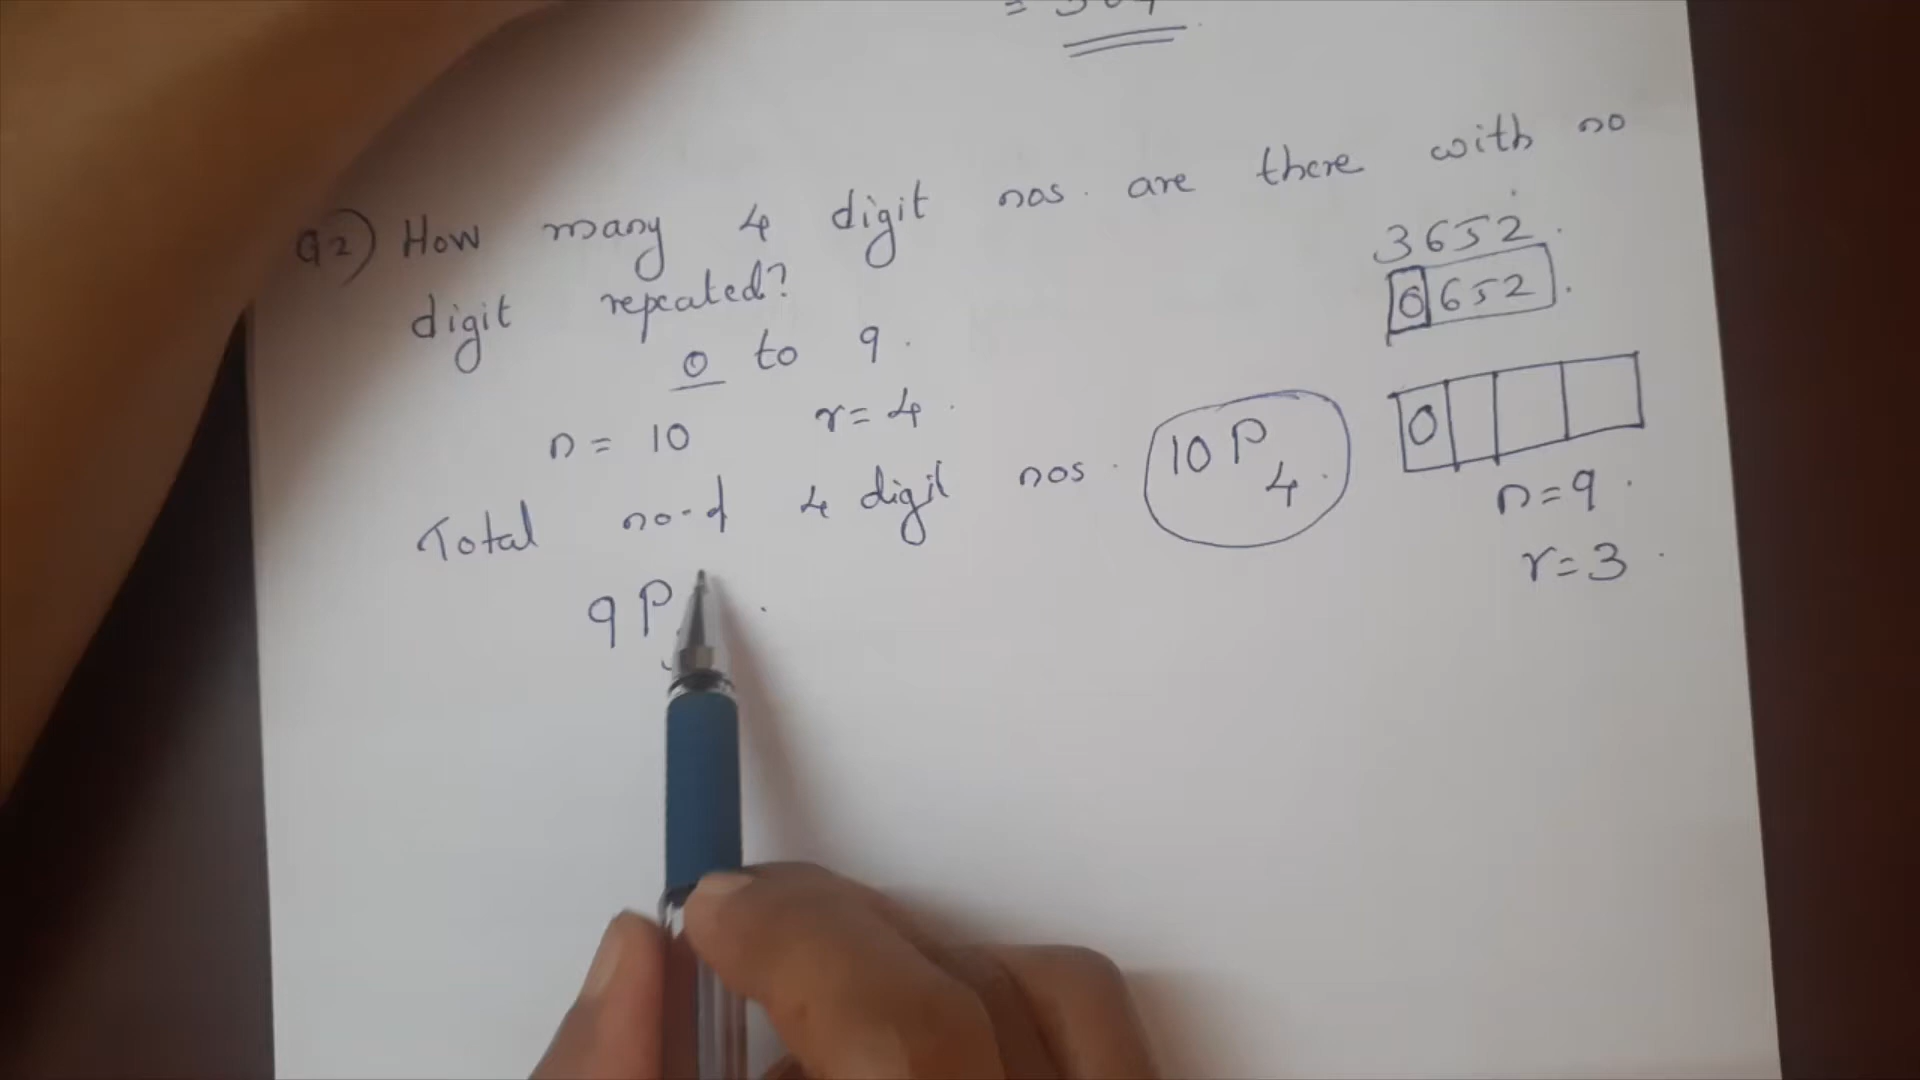 Q2) How many 4 digit nos. are there with no
digit repeated?
3652.
0652.
0 to 9.
n = 10 r = 4.
0
Total no. of 4 digit nos. 10P4.
n=9.
r=3.
9P